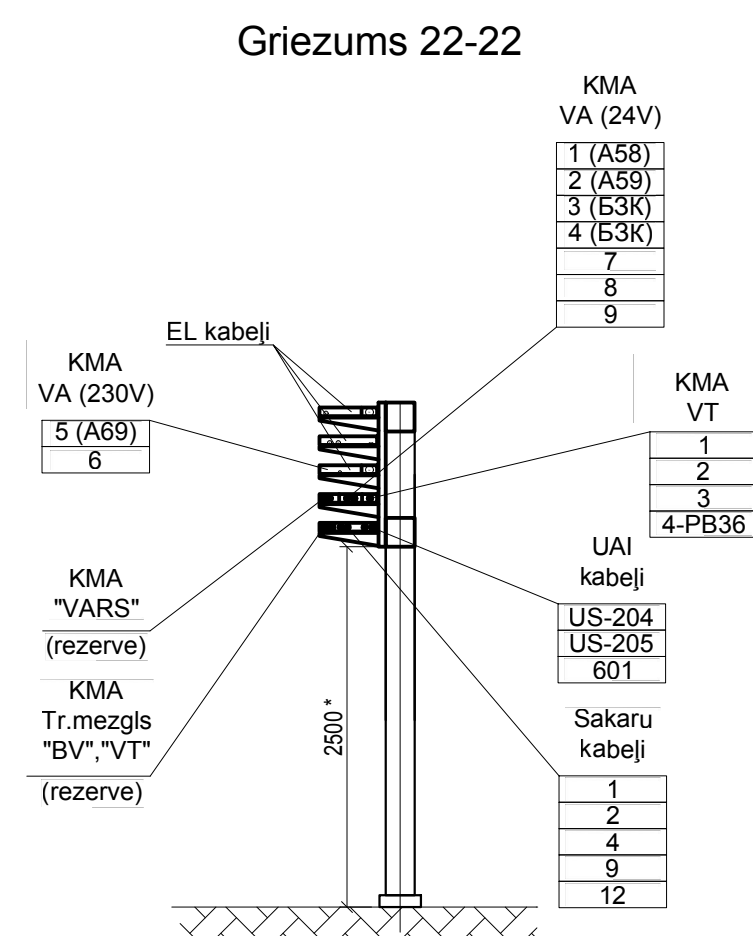 Griezums 22-22
KMA
VA (24V)
1 (A58)
2 (A59)
3 (БЗК)
4 (БЗК)
7
8
9
EL kabeļi
KMA
VA (230V)
5 (A69)
6
KMA
VT
1
2
3
4-PB36
UAI
kabeļi
US-204
US-205
601
KMA
"VARS"
(rezerve)
KMA
Tr.mezgls
"BV","VT"
(rezerve)
2500 *
Sakaru
kabeļi
1
2
4
9
12